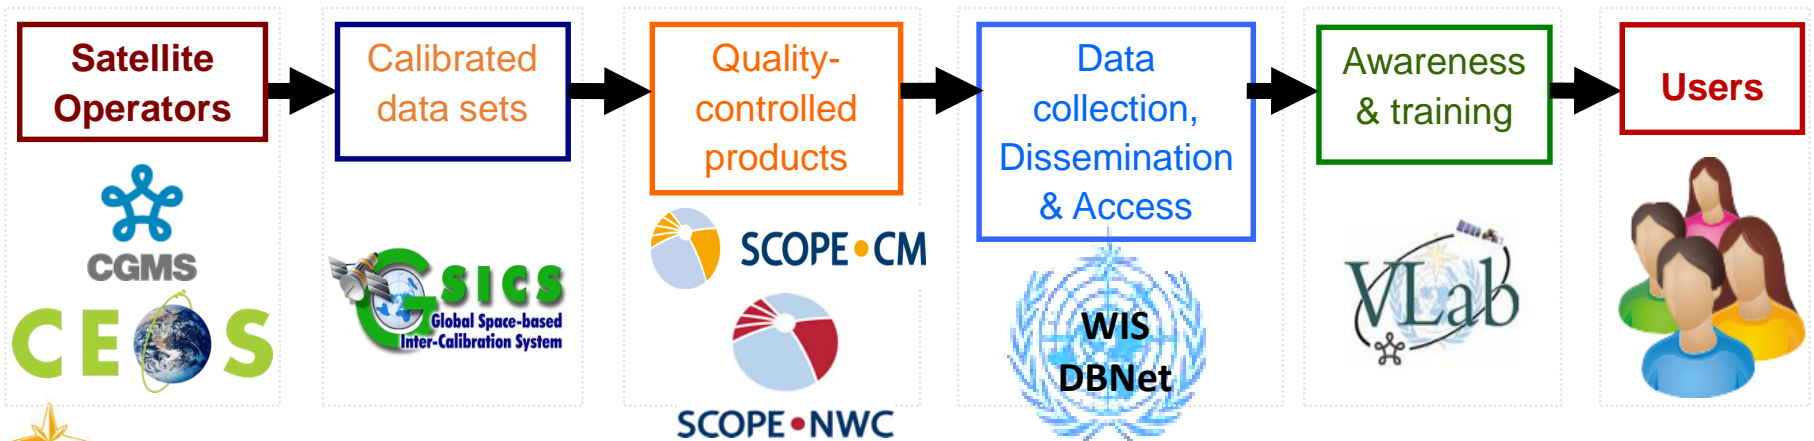 Satellite
Operators
Calibrated
data sets
Quality-
controlled
products
Data
collection,
Dissemination
& Access
Awareness
& training
Users
CGMS
CEOS
GSICS
Global Space-based
Inter-Calibration System
SCOPE•CM
SCOPE•NWC
WIS
DBNet
VLab